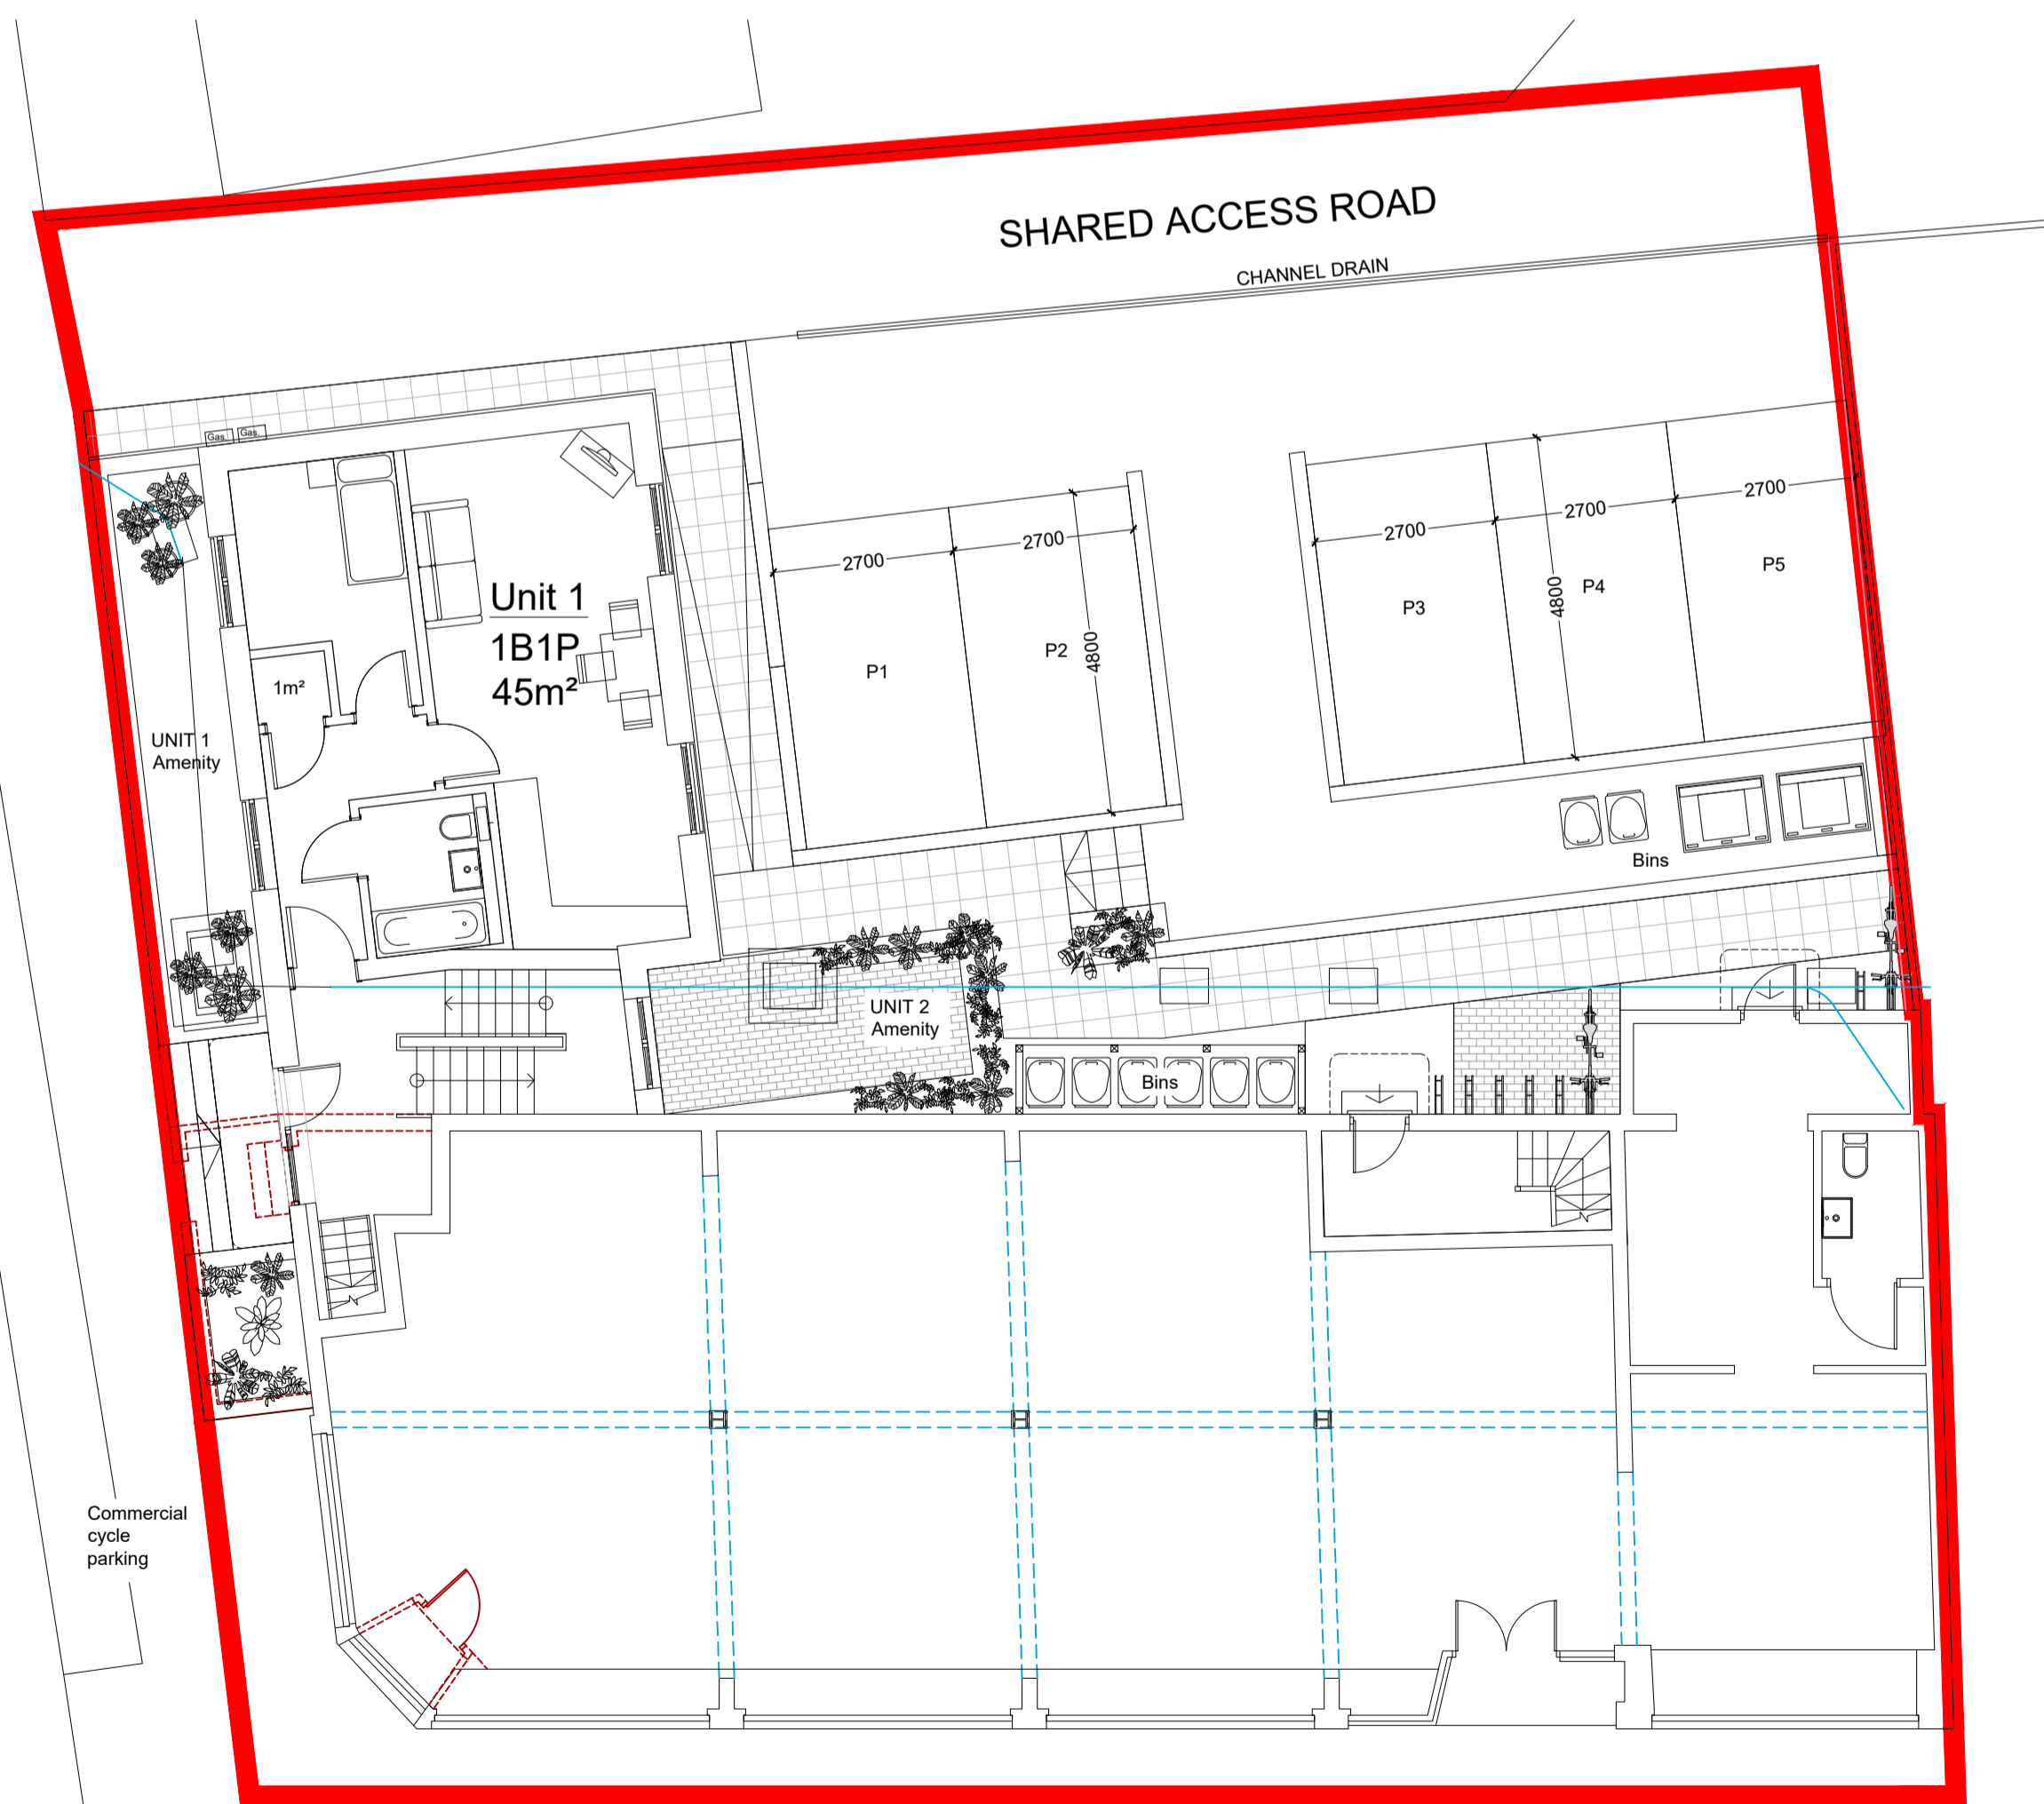 SHARED ACCESS ROAD
CHANNEL DRAIN
Gas
Gas
Unit 1
1B1P
45m²
1m²
UNIT 1
Amenity
2700
2700
4800
P1
P2
2700
2700
2700
4800
P3
P4
P5
Bins
UNIT 2
Amenity
Bins
Commercial
cycle
parking